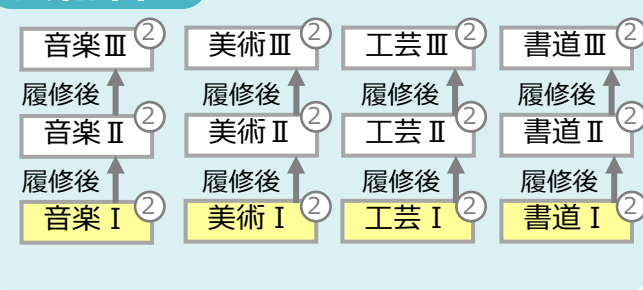 音楽Ⅲ ② 美術Ⅲ ② 工芸Ⅲ ② 書道Ⅲ ②
履修後 履修後 履修後 履修後
音楽Ⅱ ② 美術Ⅱ ② 工芸Ⅱ ② 書道Ⅱ ②
履修後 履修後 履修後 履修後
音楽Ⅰ ② 美術Ⅰ ② 工芸Ⅰ ② 書道Ⅰ ②